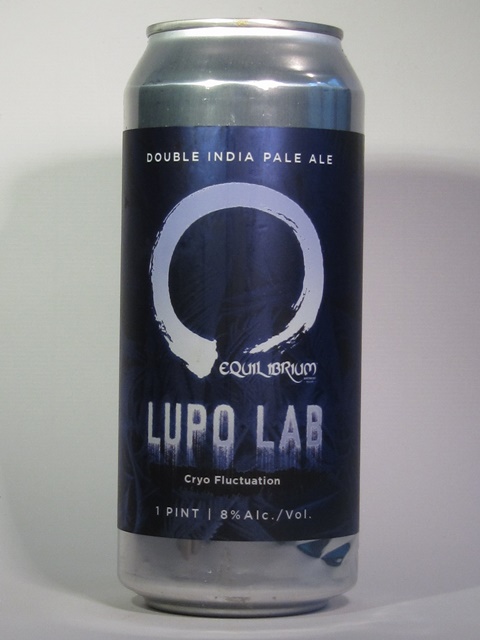 DOUBLE INDIA PALE ALE
EQUILIBRIUM
LUPO LAB
Cryo Fluctuation
1 PINT | 8%Alc./Vol.